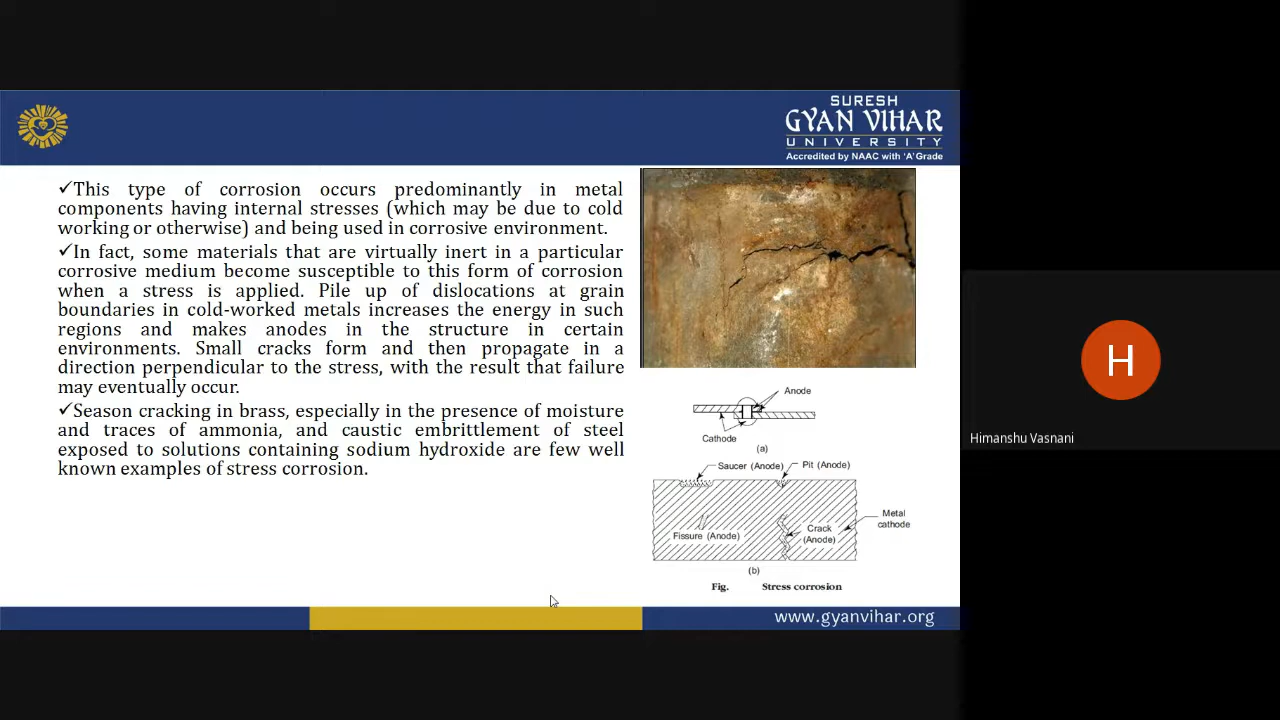 SURESH
GYAN VIHAR
UNIVERSITY
Accredited by NAAC with 'A' Grade
✓This type of corrosion occurs predominantly in metal
components having internal stresses (which may be due to cold
working or otherwise) and being used in corrosive environment.
✓In fact, some materials that are virtually inert in a particular
corrosive medium become susceptible to this form of corrosion
when a stress is applied. Pile up of dislocations at grain
boundaries in cold-worked metals increases the energy in such
regions and makes anodes in the structure in certain
environments. Small cracks form and then propagate in a
direction perpendicular to the stress, with the result that failure
may eventually occur.
✓Season cracking in brass, especially in the presence of moisture
and traces of ammonia, and caustic embrittlement of steel
exposed to solutions containing sodium hydroxide are few well
known examples of stress corrosion.
Anode
Cathode
(a)
Saucer (Anode)
Pit (Anode)
Metal
cathode
Fissure (Anode)
Crack
(Anode)
(b)
Fig. Stress corrosion
www.gyanvihar.org
H
Himanshu Vasnani